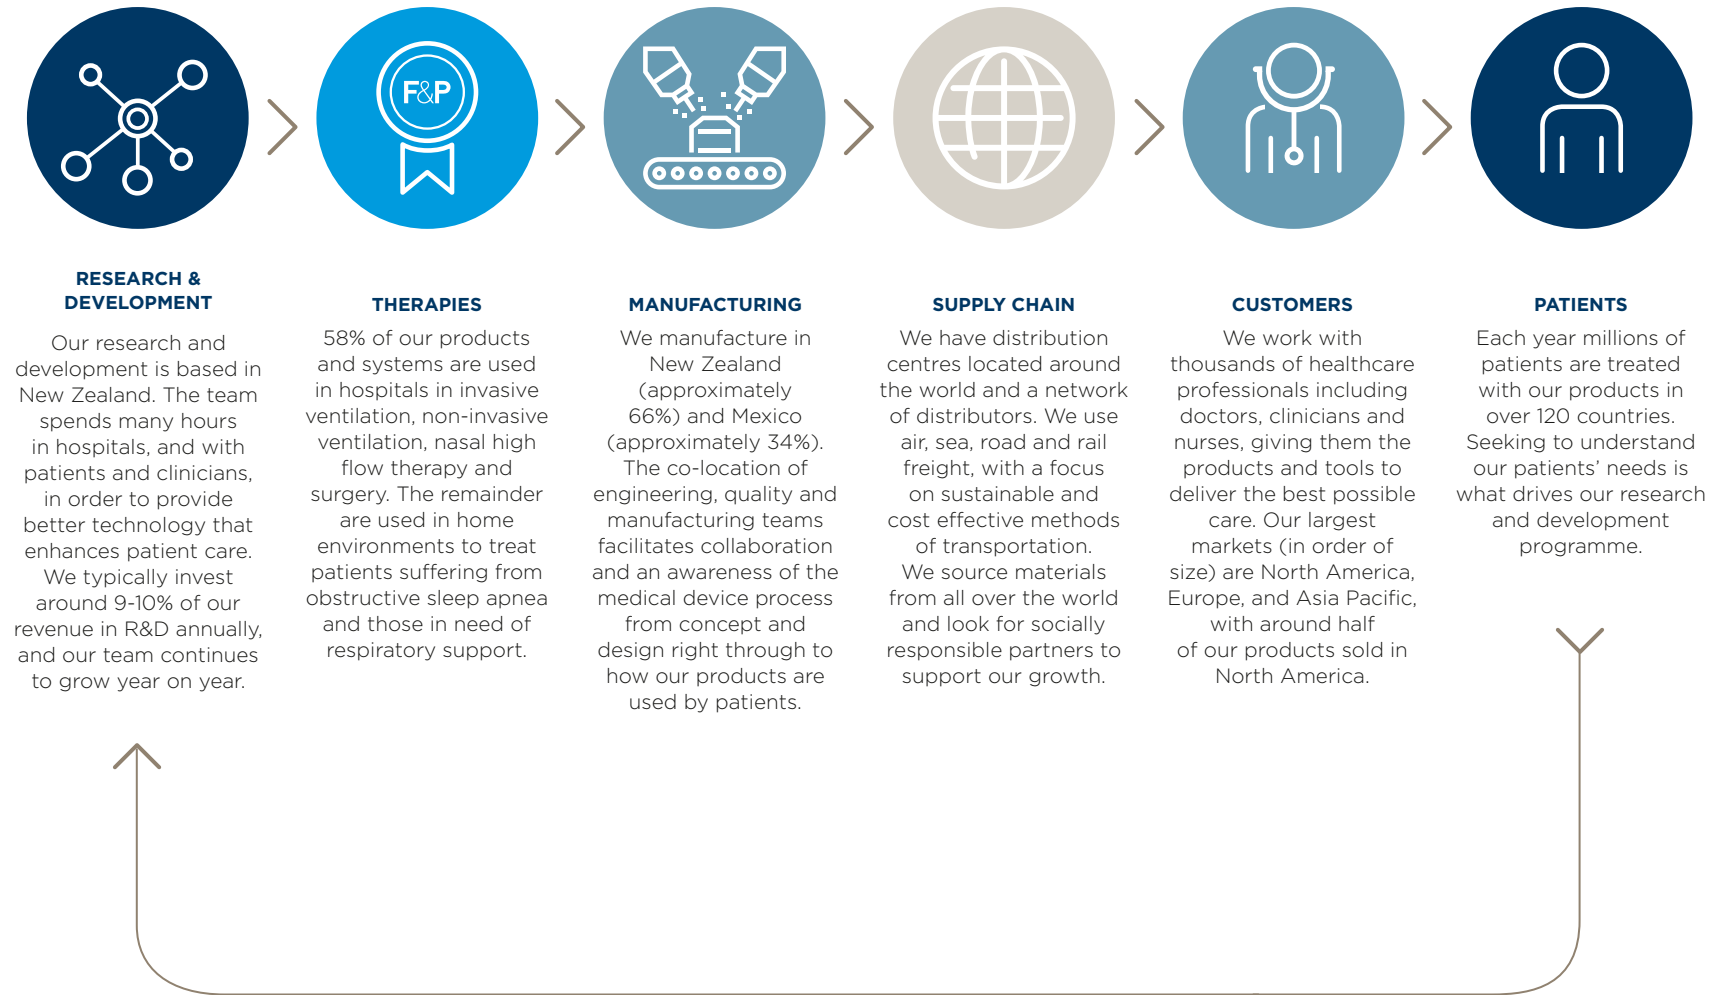 F&P
RESEARCH &
DEVELOPMENT
Our research and
development is based in
New Zealand. The team
spends many hours
in hospitals, and with
patients and clinicians,
in order to provide
better technology that
enhances patient care.
We typically invest
around 9-10% of our
revenue in R&D annually,
and our team continues
to grow year on year.
THERAPIES
58% of our products
and systems are used
in hospitals in invasive
ventilation, non-invasive
ventilation, nasal high
flow therapy and
surgery. The remainder
are used in home
environments to treat
patients suffering from
obstructive sleep apnea
and those in need of
respiratory support.
MANUFACTURING
We manufacture in
New Zealand
(approximately
66%) and Mexico
(approximately 34%).
The co-location of
engineering, quality and
manufacturing teams
facilitates collaboration
and an awareness of the
medical device process
from concept and
design right through to
how our products are
used by patients.
SUPPLY CHAIN
We have distribution
centres located around
the world and a network
of distributors. We use
air, sea, road and rail
freight, with a focus
on sustainable and
cost effective methods
of transportation.
We source materials
from all over the world
and look for socially
responsible partners to
support our growth.
CUSTOMERS
We work with
thousands of healthcare
professionals including
doctors, clinicians and
nurses, giving them the
products and tools to
deliver the best possible
care. Our largest
markets (in order of
size) are North America,
Europe, and Asia Pacific,
with around half
of our products sold in
North America.
PATIENTS
Each year millions of
patients are treated
with our products in
over 120 countries.
Seeking to understand
our patients’ needs is
what drives our research
and development
programme.